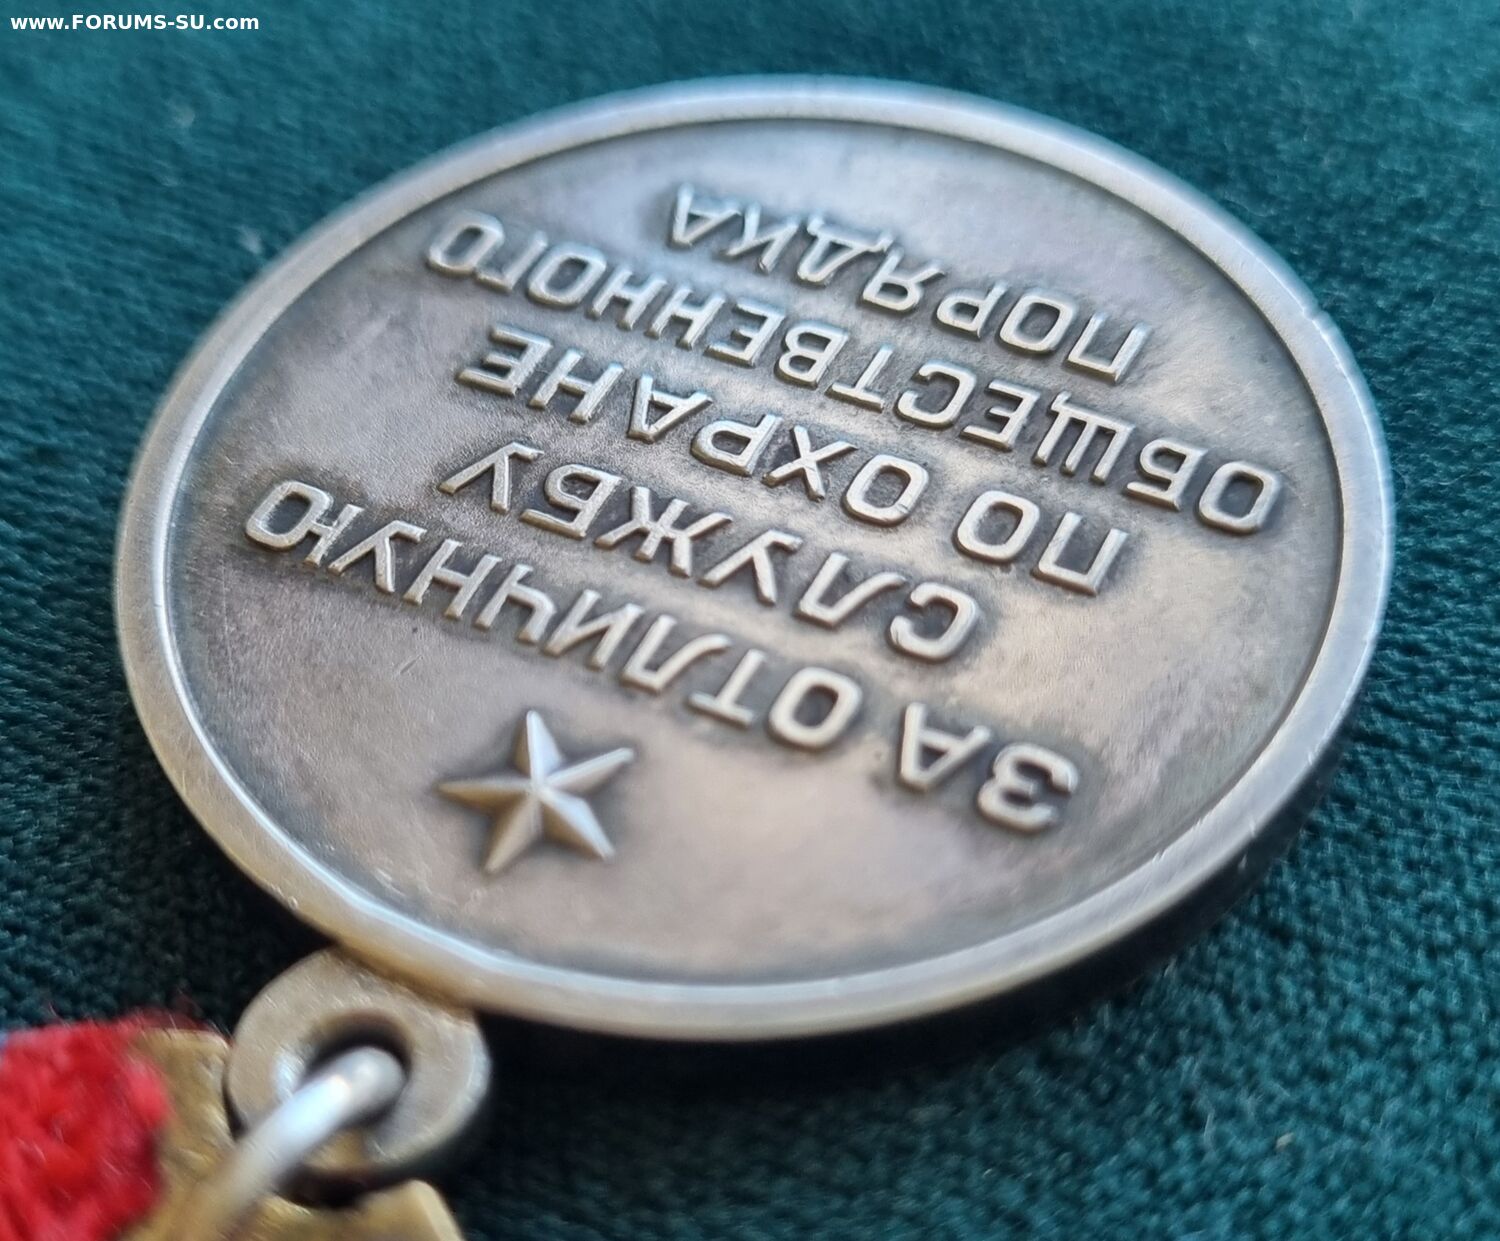 www.FORUMS-SU.com
ЗА ОТЛИЧНУЮ
СЛУЖБУ
ПО ОХРАНЕ
ОБЩЕСТВЕННОГО
ПОРЯДКА